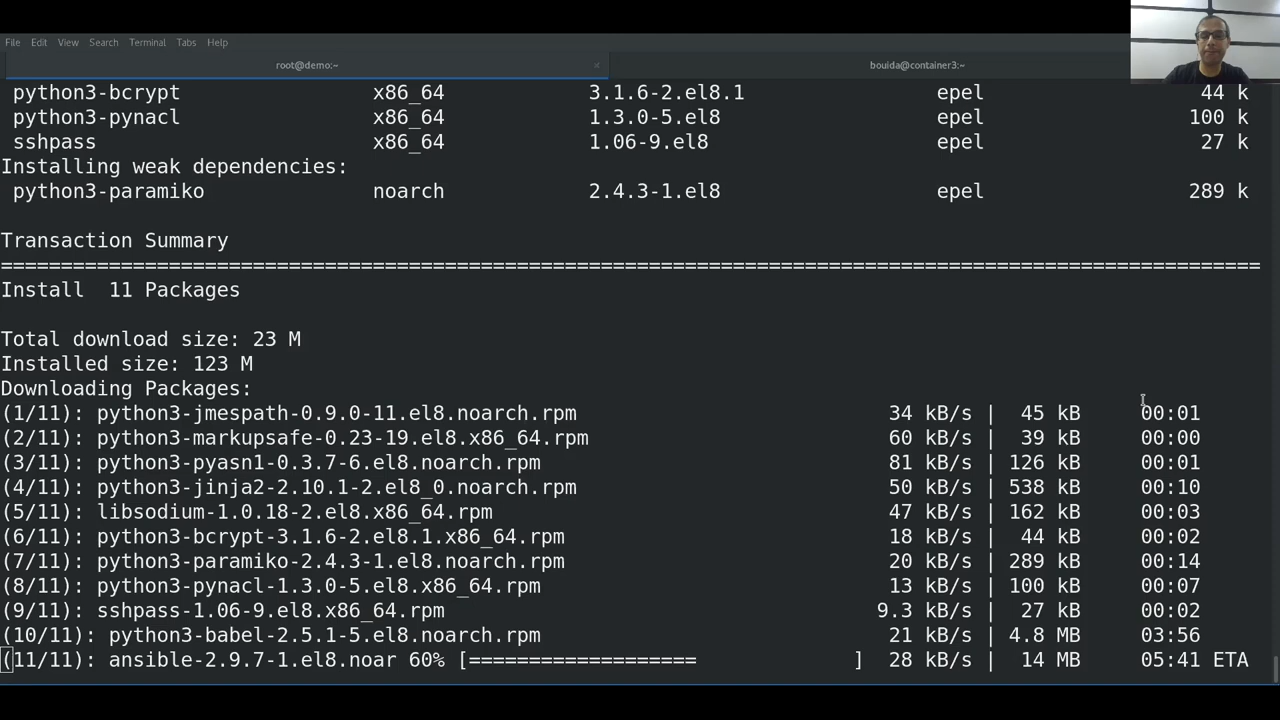 File Edit View Search Terminal Tabs Help
root@demo:~ × bouida@container3:~
python3-bcrypt x86_64 3.1.6-2.el8.1 epel 44 k
python3-pynacl x86_64 1.3.0-5.el8 epel 100 k
sshpass x86_64 1.06-9.el8 epel 27 k
Installing weak dependencies:
python3-paramiko noarch 2.4.3-1.el8 epel 289 k
Transaction Summary
=========================================================================================================
Install 11 Packages
Total download size: 23 M
Installed size: 123 M
Downloading Packages:
(1/11): python3-jmespath-0.9.0-11.el8.noarch.rpm 34 kB/s | 45 kB 00:01
(2/11): python3-markupsafe-0.23-19.el8.x86_64.rpm 60 kB/s | 39 kB 00:00
(3/11): python3-pyasn1-0.3.7-6.el8.noarch.rpm 81 kB/s | 126 kB 00:01
(4/11): python3-jinja2-2.10.1-2.el8_0.noarch.rpm 50 kB/s | 538 kB 00:10
(5/11): libsodium-1.0.18-2.el8.x86_64.rpm 47 kB/s | 162 kB 00:03
(6/11): python3-bcrypt-3.1.6-2.el8.1.x86_64.rpm 18 kB/s | 44 kB 00:02
(7/11): python3-paramiko-2.4.3-1.el8.noarch.rpm 20 kB/s | 289 kB 00:14
(8/11): python3-pynacl-1.3.0-5.el8.x86_64.rpm 13 kB/s | 100 kB 00:07
(9/11): sshpass-1.06-9.el8.x86_64.rpm 9.3 kB/s | 27 kB 00:02
(10/11): python3-babel-2.5.1-5.el8.noarch.rpm 21 kB/s | 4.8 MB 03:56
(11/11): ansible-2.9.7-1.el8.noar 60% [=================== ] 28 kB/s | 14 MB 05:41 ETA